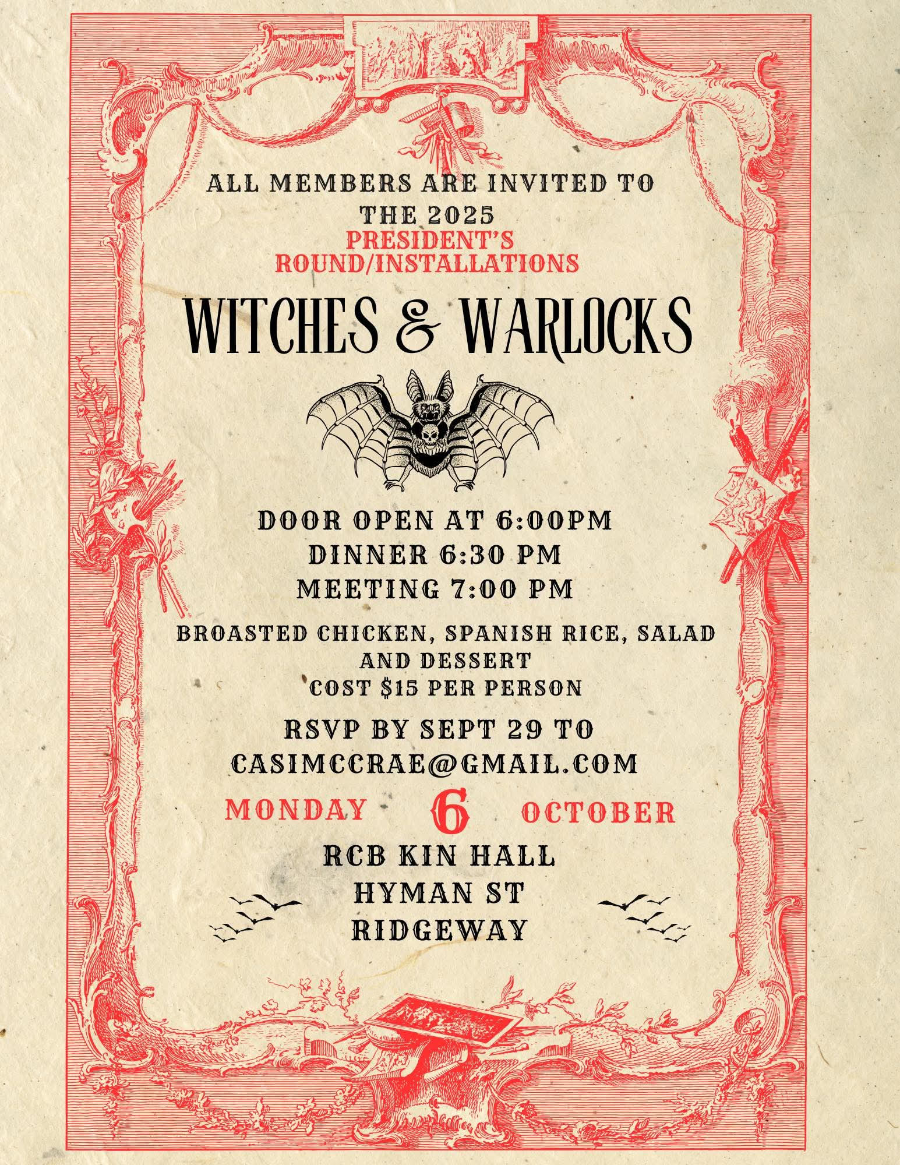 ALL MEMBERS ARE INVITED TO
THE 2025
PRESIDENT'S
ROUND/INSTALLATIONS
WITCHES & WARLOCKS
DOOR OPEN AT 6:00PM
DINNER 6:30 PM
MEETING 7:00 PM
BROASTED CHICKEN, SPANISH RICE, SALAD
AND DESSERT
COST $15 PER PERSON
RSVP BY SEPT 29 TO
CASIMCCRAE@GMAIL.COM
MONDAY 6 OCTOBER
RCB KIN HALL
HYMAN ST
RIDGEWAY